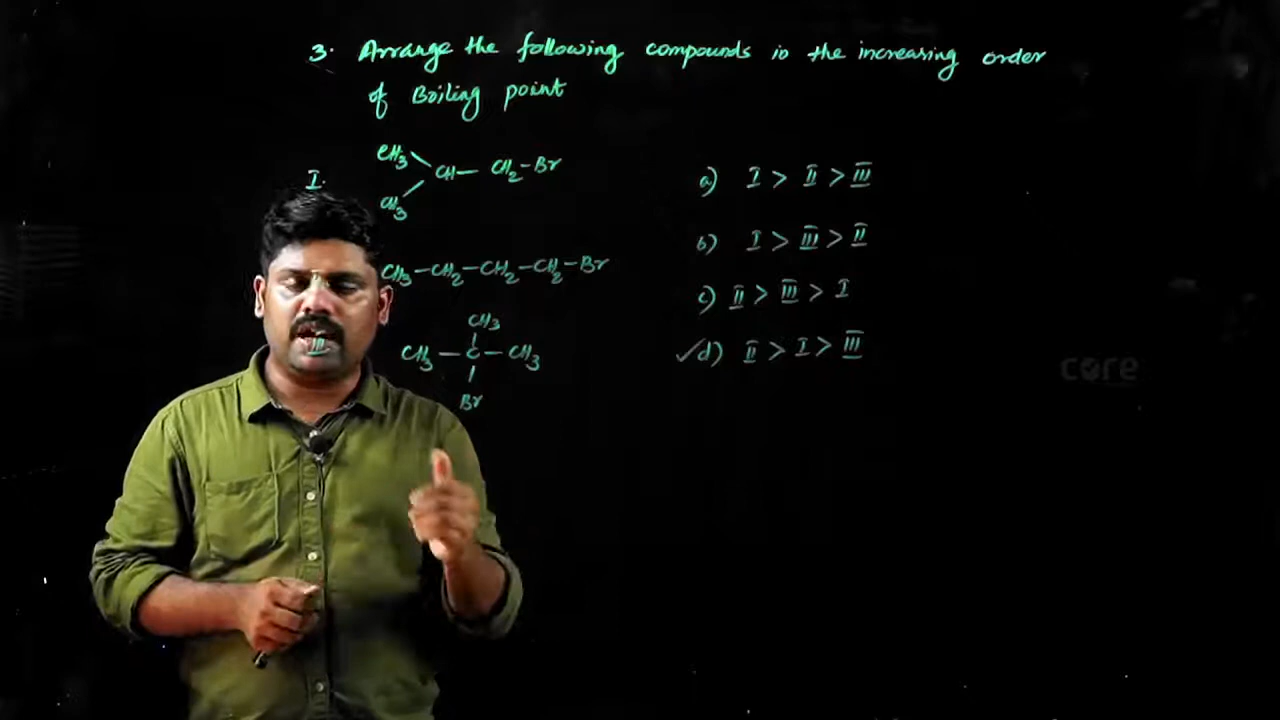 3. Arrange the following compounds in the increasing order
of Boiling point
I.
CH3
CH — CH2-Br
CH3
CH3-CH2-CH2-CH2-Br
III
CH3
CH3 — C — CH3
Br
a) I > II > III
b) I > III > II
c) II > III > I
✓d) II > I > III
core